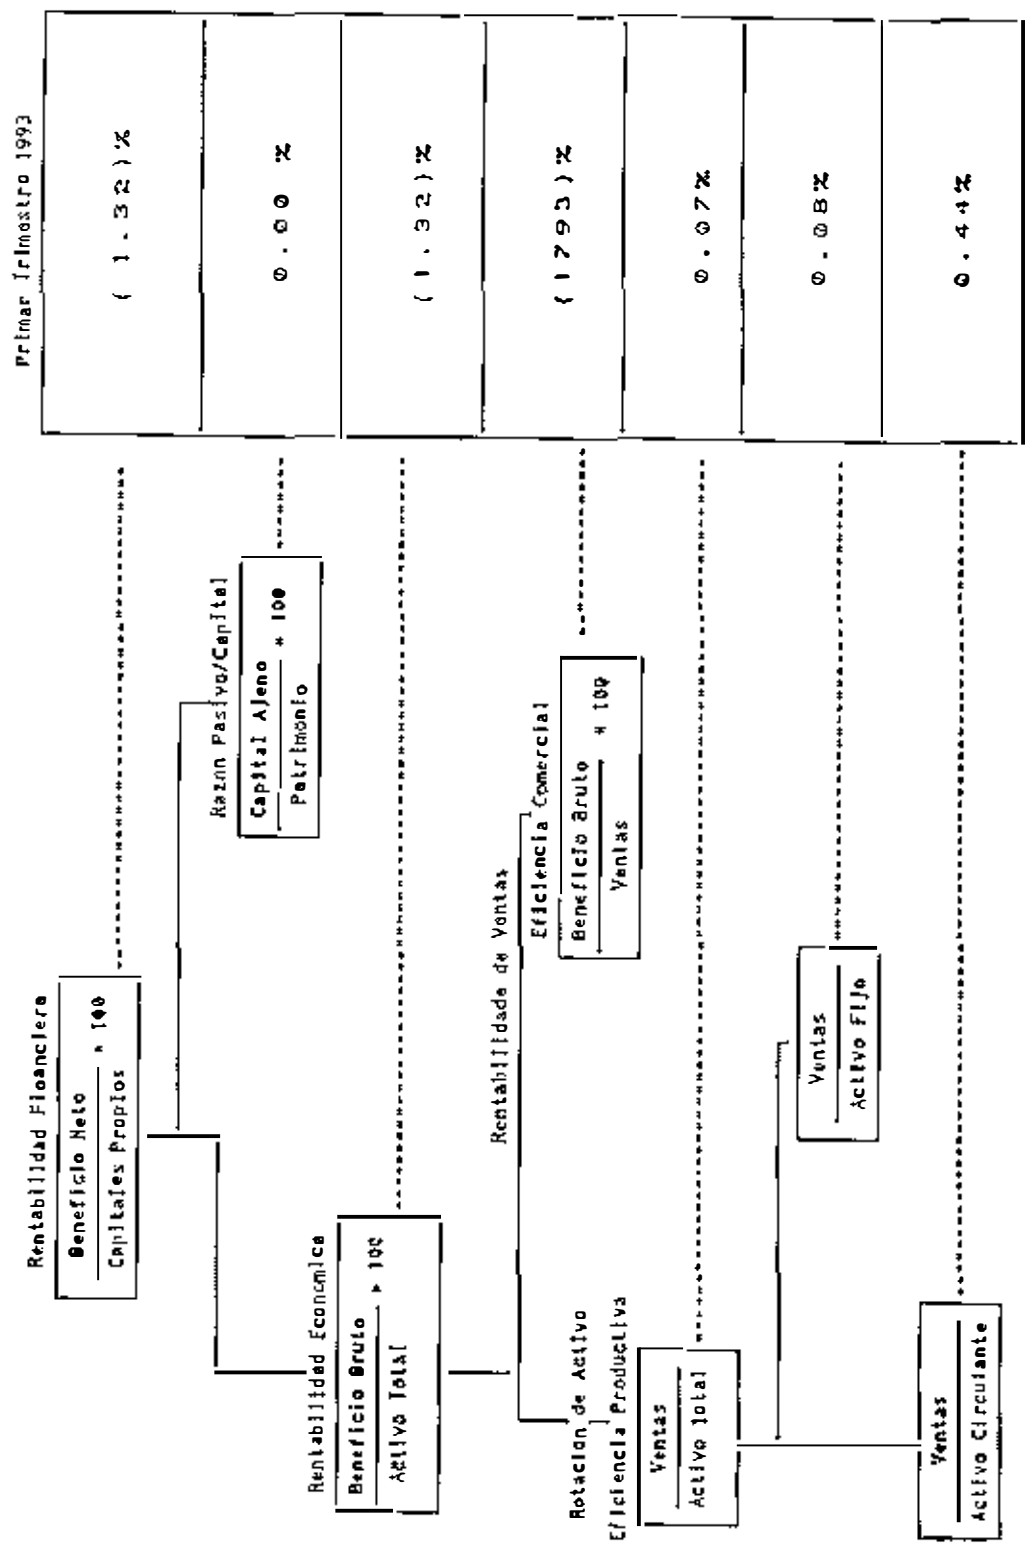 Primar Trimostro 1993
Rentabilidad Floanclera
Beneficio Neto
* 100
Capitales Propios
( 1.32)%
Razon Pasivo/Capital
Capital Ajeno
* 100
Patrimonio
0.00 %
Rentabilidad Economica
Beneficio Bruto
* 100
Activo Total
(1.32)%
Rentabilidade de Ventas
Eficiencia Comercial
Beneficio Bruto
* 100
Ventas
(1793)%
Rotacion de Activo
Eficiencia Productiva
Ventas
Activo Total
0.07%
Ventas
Activo Fijo
0.08%
Ventas
Activo Circulante
0.44%